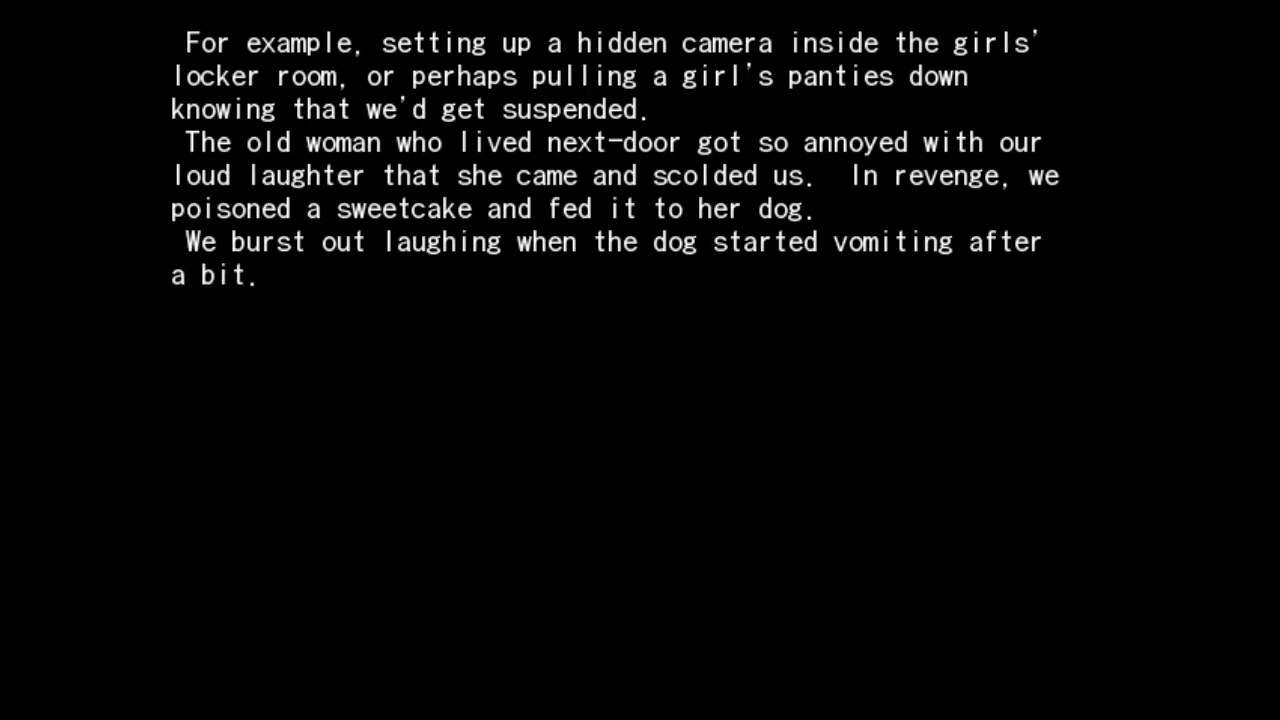 For example, setting up a hidden camera inside the girls'
locker room, or perhaps pulling a girl's panties down
knowing that we'd get suspended.
The old woman who lived next-door got so annoyed with our
loud laughter that she came and scolded us.  In revenge, we
poisoned a sweetcake and fed it to her dog.
We burst out laughing when the dog started vomiting after
a bit.